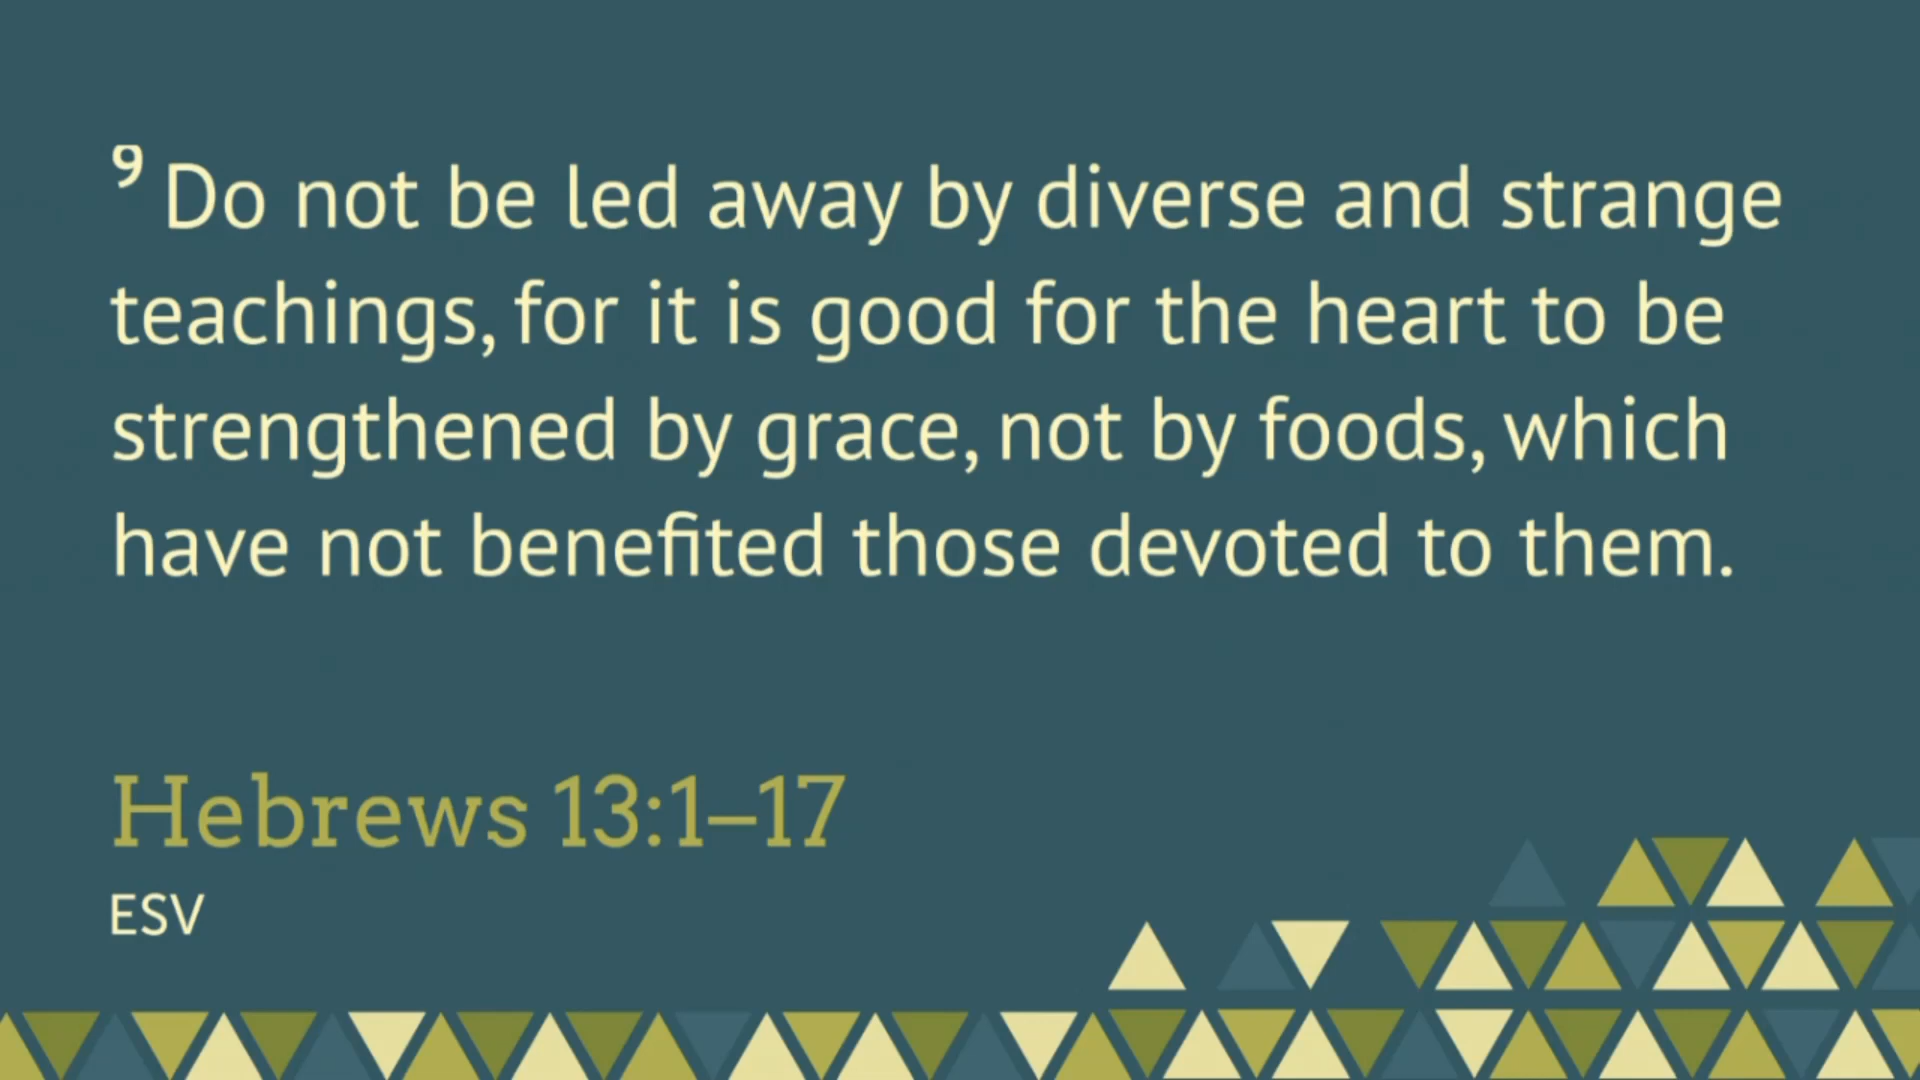 9 Do not be led away by diverse and strange
teachings, for it is good for the heart to be
strengthened by grace, not by foods, which
have not benefited those devoted to them.
Hebrews 13:1–17
ESV